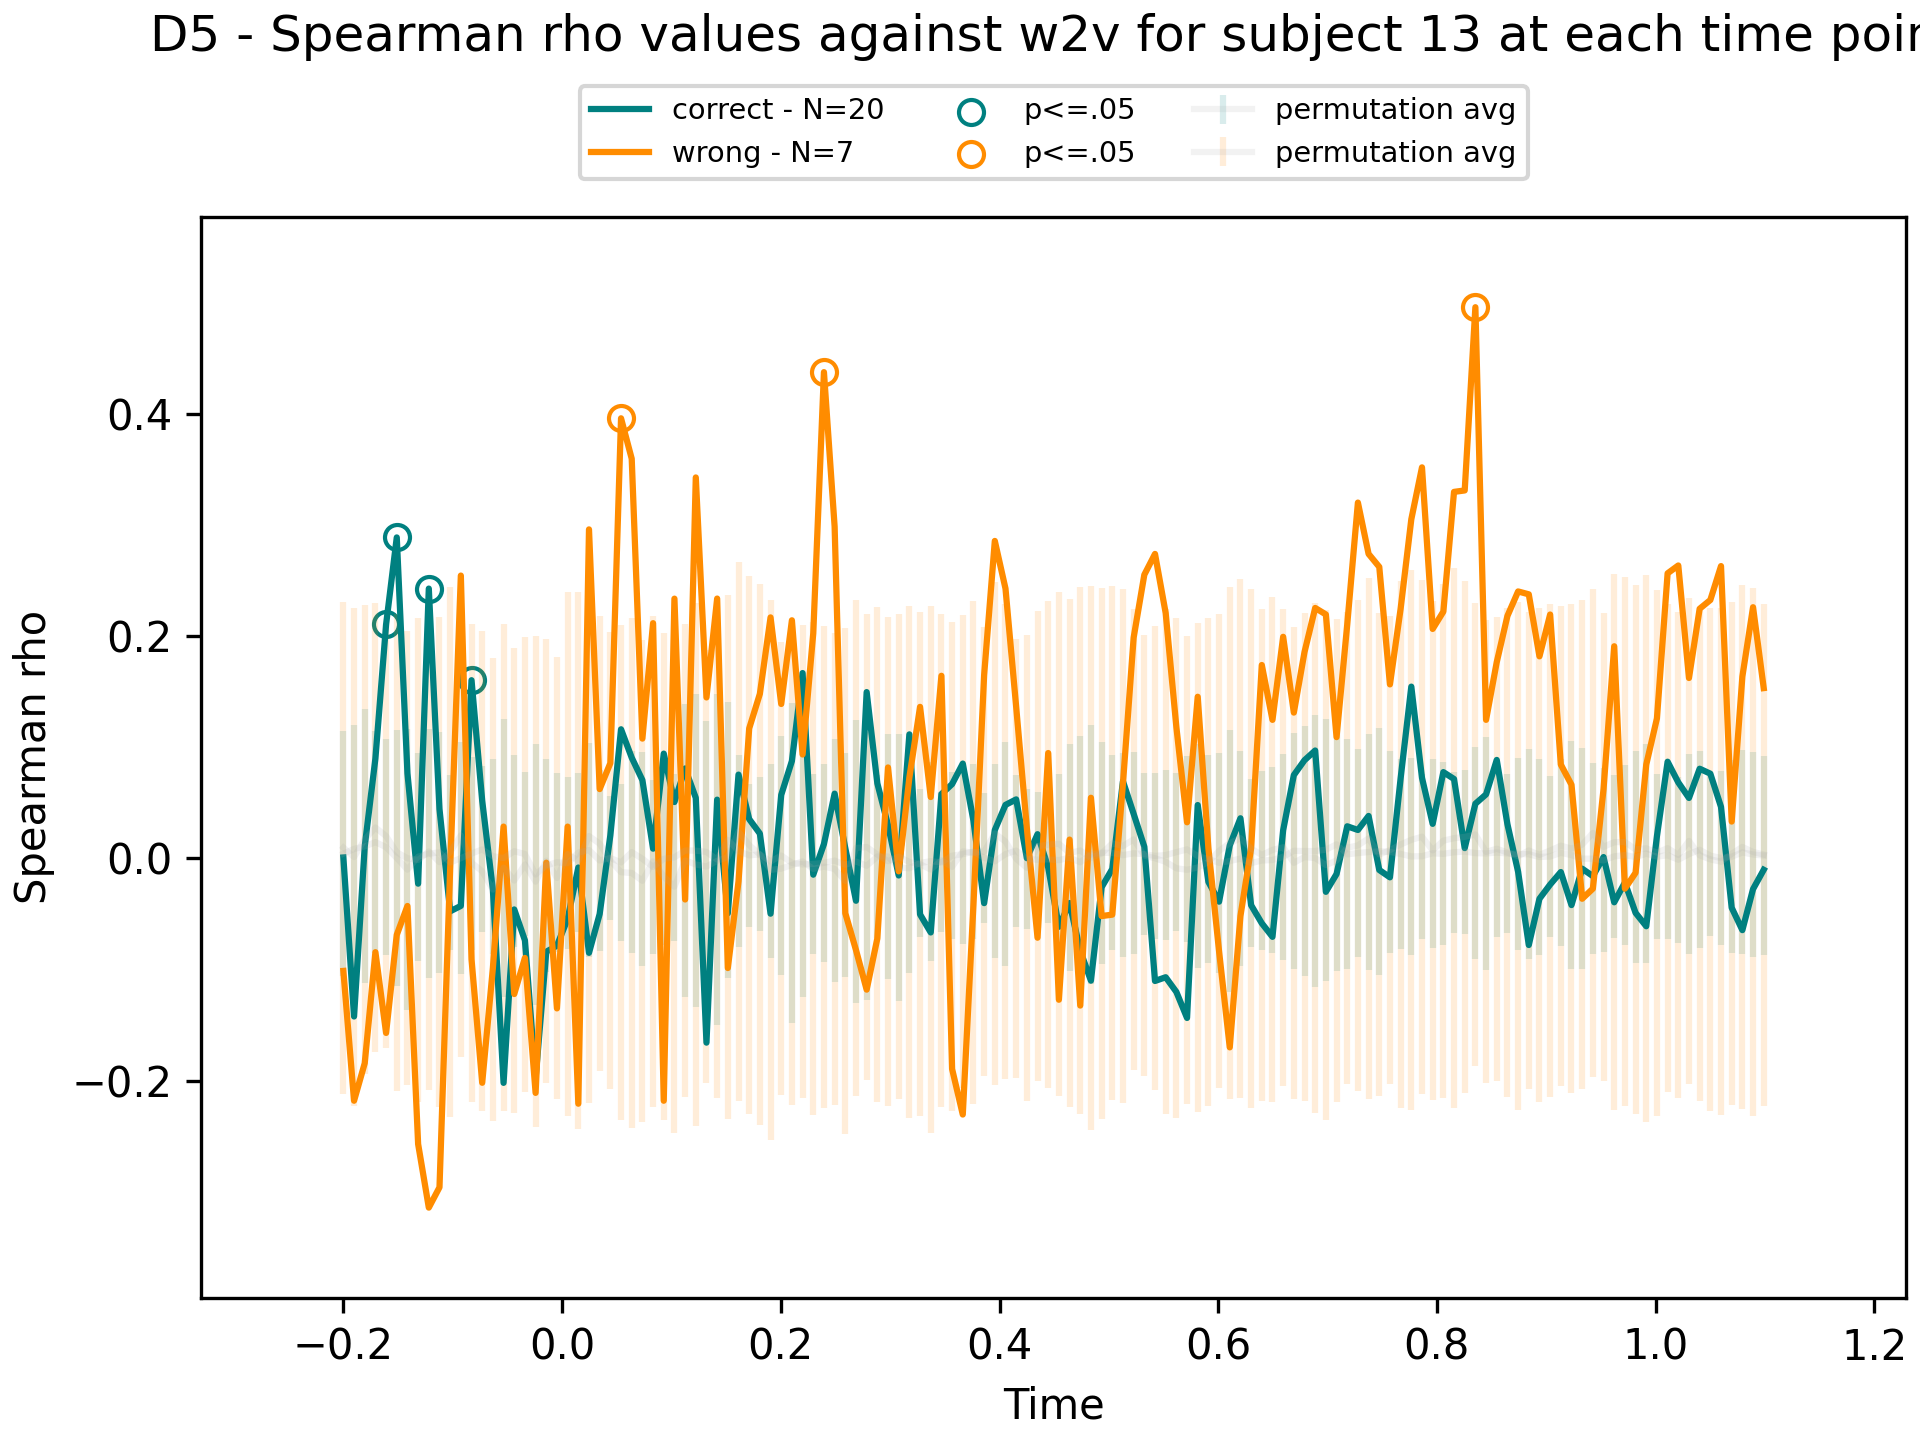 D5 - Spearman rho values against w2v for subject 13 at each time poin
correct - N=20
wrong - N=7
p<=.05
p<=.05
permutation avg
permutation avg
Spearman rho
0.4
0.2
0.0
−0.2
−0.2 0.0 0.2 0.4 0.6 0.8 1.0 1.2
Time